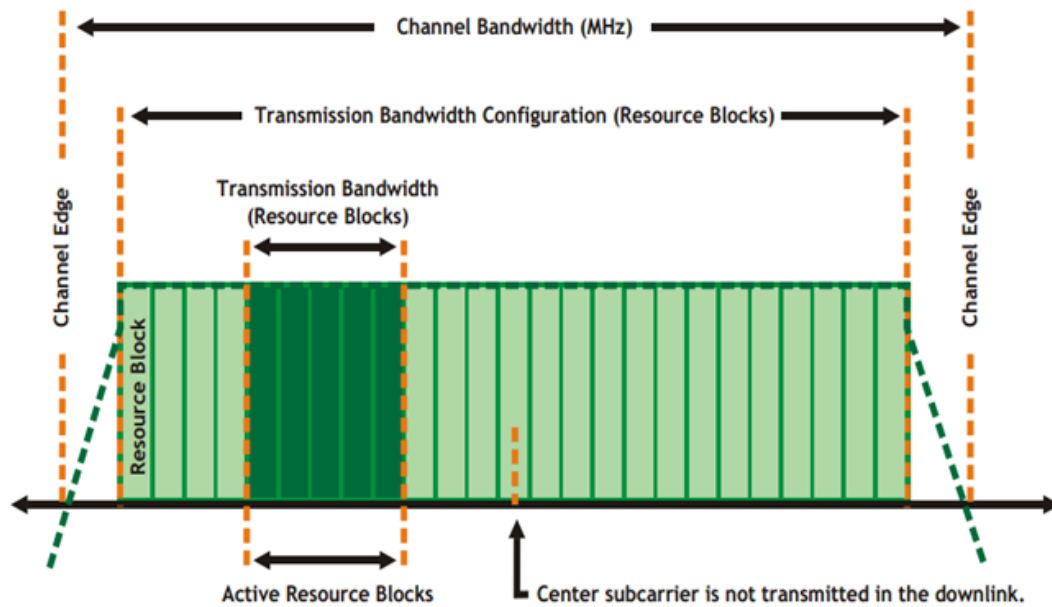 Channel Bandwidth (MHz)
Transmission Bandwidth Configuration (Resource Blocks)
Transmission Bandwidth
(Resource Blocks)
Channel Edge
Channel Edge
Resource Block
Active Resource Blocks
Center subcarrier is not transmitted in the downlink.